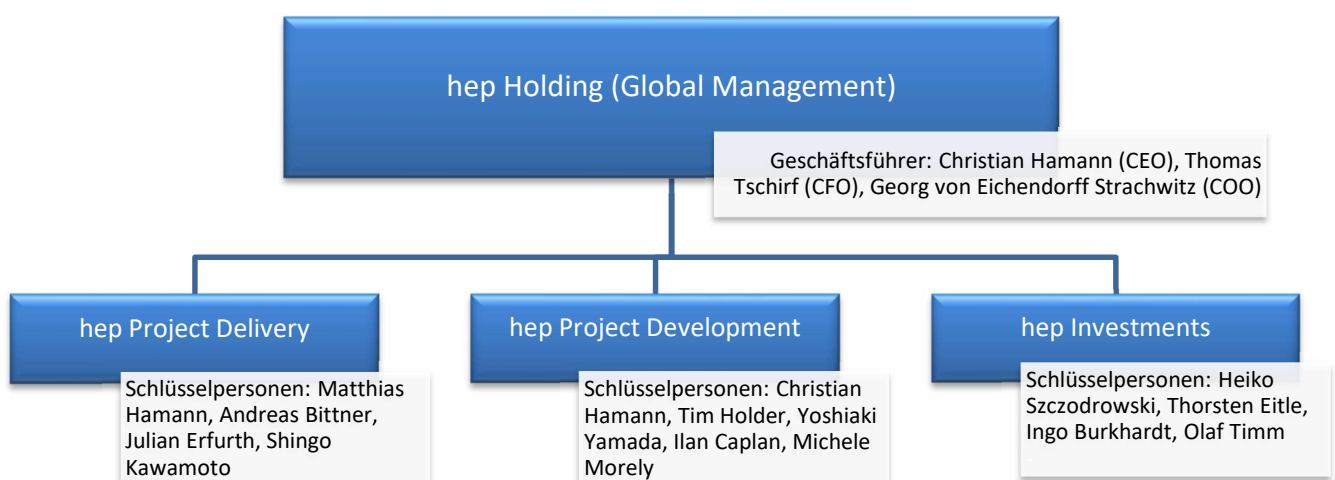 hep Holding (Global Management)
Geschäftsführer: Christian Hamann (CEO), Thomas
Tschirf (CFO), Georg von Eichendorff Strachwitz (COO)
hep Project Delivery
Schlüsselpersonen: Matthias
Hamann, Andreas Bittner,
Julian Erfurth, Shingo
Kawamoto
hep Project Development
Schlüsselpersonen: Christian
Hamann, Tim Holder, Yoshiaki
Yamada, Ilan Caplan, Michele
Morely
hep Investments
Schlüsselpersonen: Heiko
Szczodrowski, Thorsten Eitle,
Ingo Burkhardt, Olaf Timm